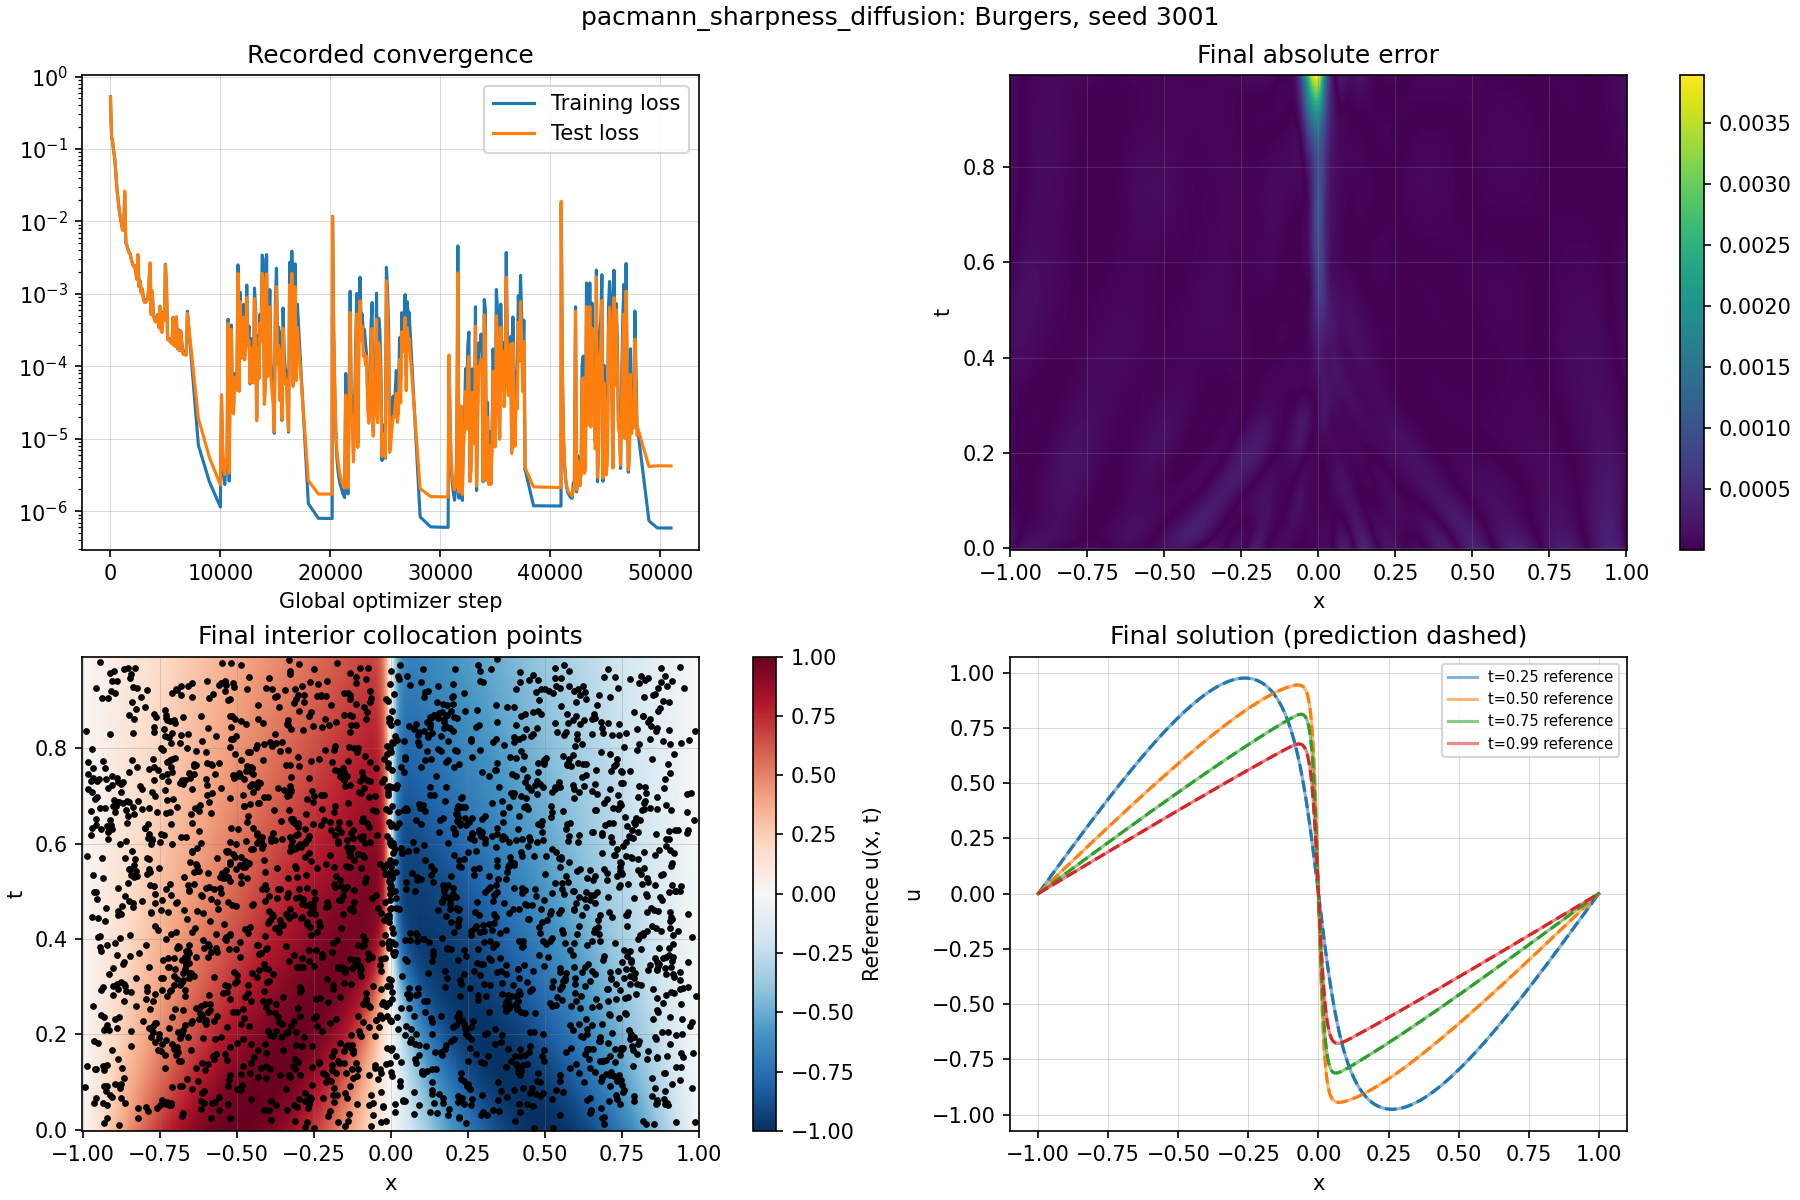 pacmann_sharpness_diffusion: Burgers, seed 3001
Recorded convergence
10⁰
10⁻¹
10⁻²
10⁻³
10⁻⁴
10⁻⁵
10⁻⁶
Training loss
Test loss
0 10000 20000 30000 40000 50000
Global optimizer step
Final absolute error
t
0.8
0.6
0.4
0.2
0.0
−1.00 −0.75 −0.50 −0.25 0.00 0.25 0.50 0.75 1.00
x
0.0035
0.0030
0.0025
0.0020
0.0015
0.0010
0.0005
Final interior collocation points
t
0.8
0.6
0.4
0.2
0.0
−1.00 −0.75 −0.50 −0.25 0.00 0.25 0.50 0.75 1.00
x
1.00
0.75
0.50
0.25
0.00
−0.25
−0.50
−0.75
−1.00
Reference u(x, t)
Final solution (prediction dashed)
u
1.00
0.75
0.50
0.25
0.00
−0.25
−0.50
−0.75
−1.00
t=0.25 reference
t=0.50 reference
t=0.75 reference
t=0.99 reference
−1.00 −0.75 −0.50 −0.25 0.00 0.25 0.50 0.75 1.00
x